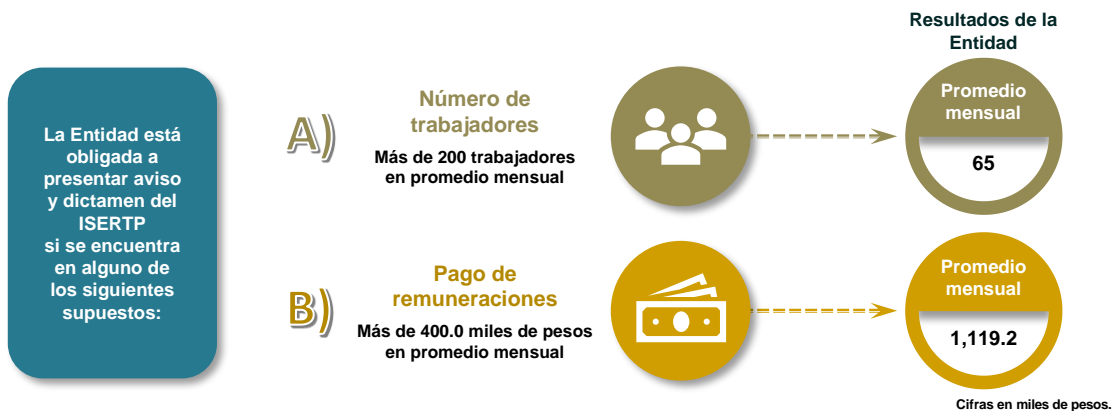 La Entidad está
obligada a
presentar aviso
y dictamen del
ISERTP
si se encuentra
en alguno de
los siguientes
supuestos:
A)
Número de
trabajadores
Más de 200 trabajadores
en promedio mensual
Resultados de la
Entidad
Promedio
mensual
65
B)
Pago de
remuneraciones
Más de 400.0 miles de pesos
en promedio mensual
Promedio
mensual
1,119.2
Cifras en miles de pesos.